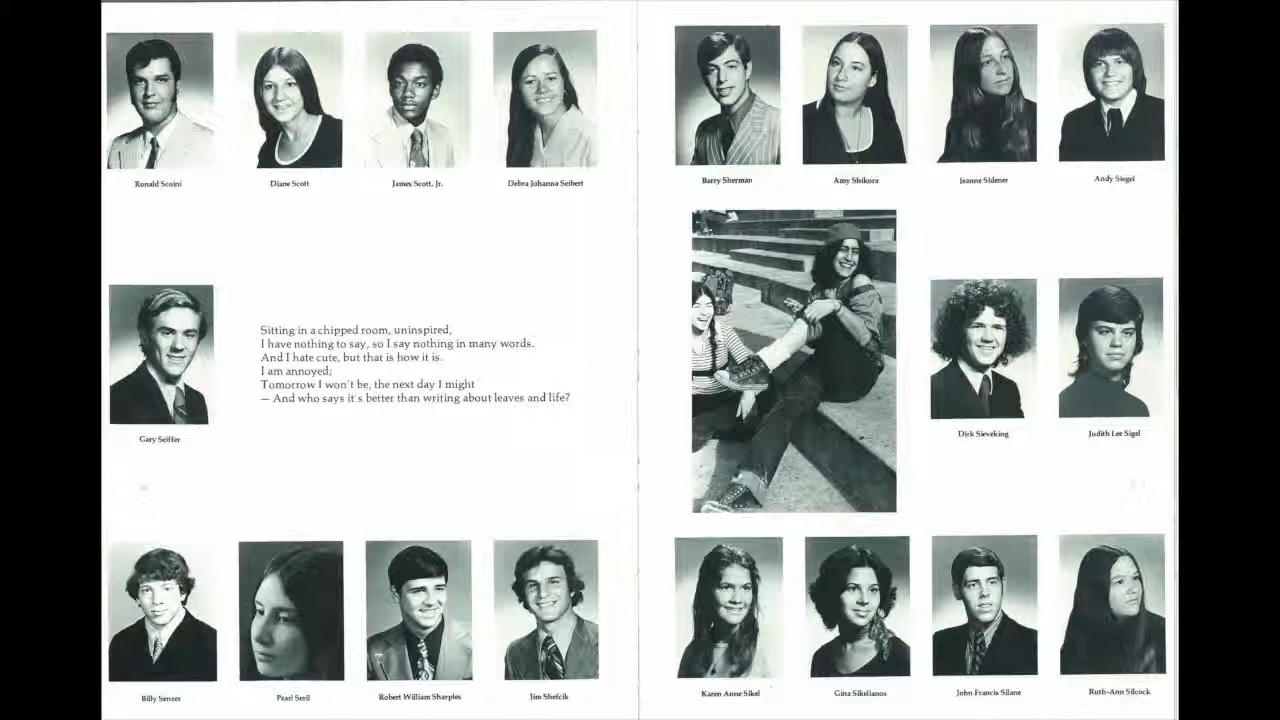 Ronald Scoini
Diane Scott
James Scott, Jr.
Debra Johanna Seibert
Gary Seiffer
Sitting in a chipped room, uninspired,
I have nothing to say, so I say nothing in many words.
And I hate cute, but that is how it is.
I am annoyed;
Tomorrow I won't be, the next day I might
— And who says it's better than writing about leaves and life?
Billy Senzer
Pearl Seril
Robert William Sharples
Jim Shefcik
Barry Sherman
Amy Shikora
Jeanne Sidener
Andy Siegel
Dirk Sieveking
Judith Lee Sigel
Karen Anne Sikel
Gina Sikelianos
John Francis Silane
Ruth-Ann Silcock